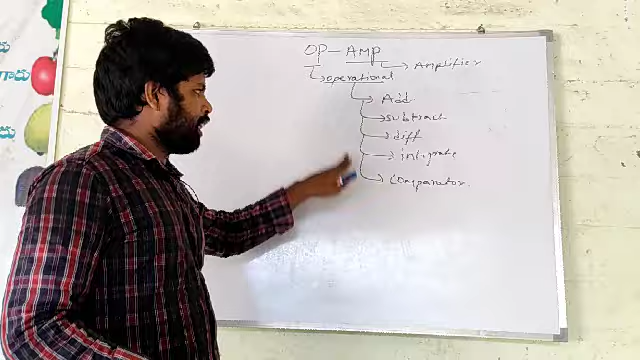 OP-AMP
Amplifier
operational
Add
subtract
diff
integrate
comparator
గాడు